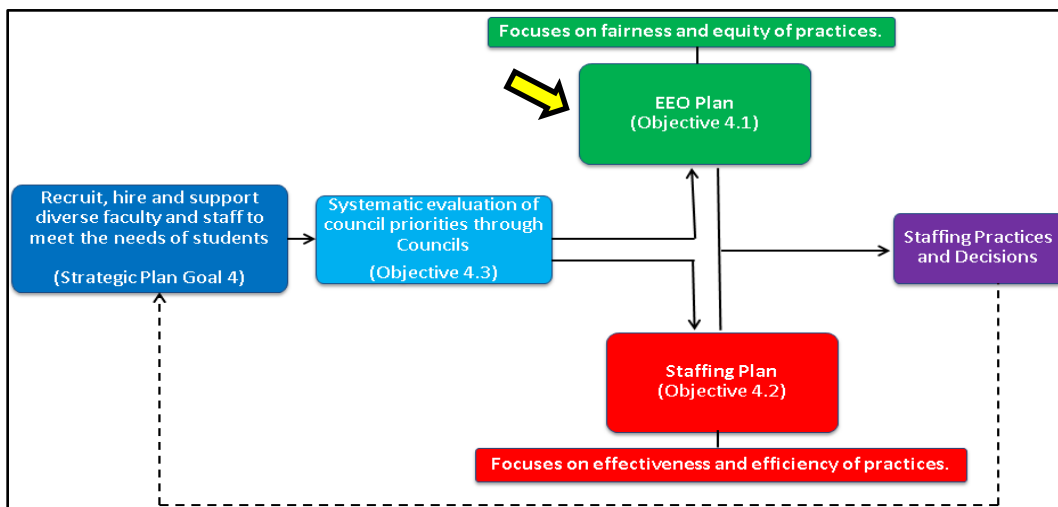 Focuses on fairness and equity of practices.
EEO Plan
(Objective 4.1)
Recruit, hire and support
diverse faculty and staff to
meet the needs of students
(Strategic Plan Goal 4)
Systematic evaluation of
council priorities through
Councils
(Objective 4.3)
Staffing Practices
and Decisions
Staffing Plan
(Objective 4.2)
Focuses on effectiveness and efficiency of practices.